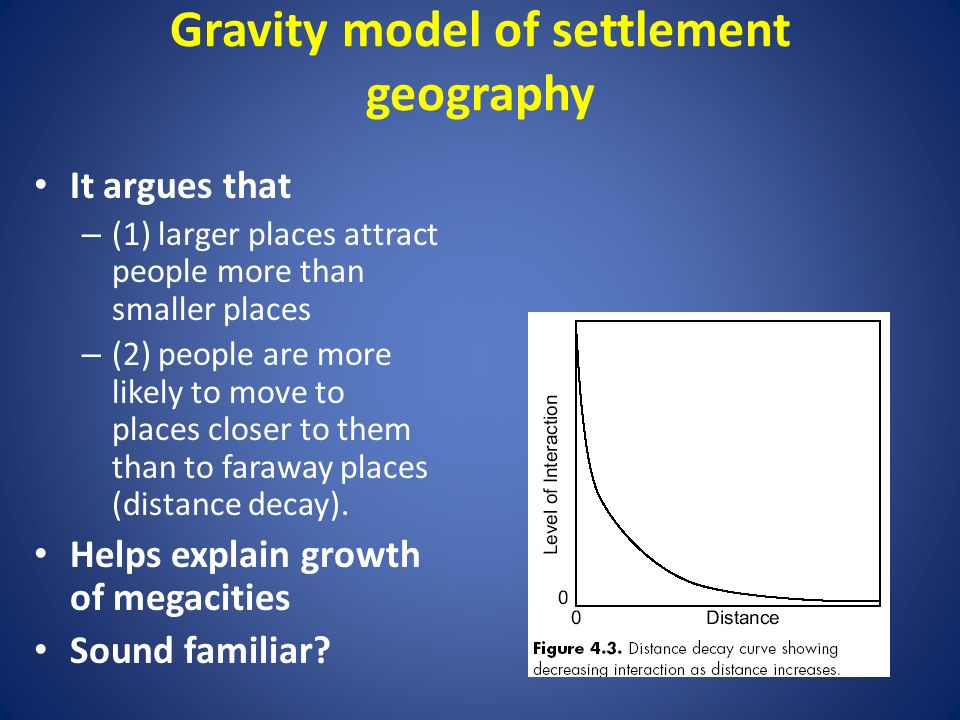 Gravity model of settlement
geography
• It argues that
– (1) larger places attract
people more than
smaller places
– (2) people are more
likely to move to
places closer to them
than to faraway places
(distance decay).
• Helps explain growth
of megacities
• Sound familiar?
Level of Interaction
0
0
Distance
Figure 4.3. Distance decay curve showing
decreasing interaction as distance increases.